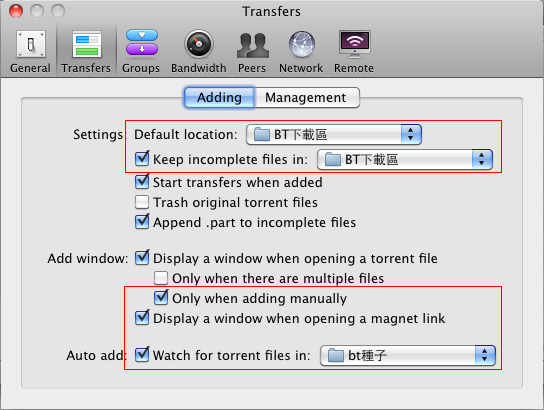 Transfers
General Transfers Groups Bandwidth Peers Network Remote
Adding Management
Settings: Default location: BT下載區
Keep incomplete files in: BT下載區
Start transfers when added
Trash original torrent files
Append .part to incomplete files
Add window: Display a window when opening a torrent file
Only when there are multiple files
Only when adding manually
Display a window when opening a magnet link
Auto add: Watch for torrent files in: bt種子